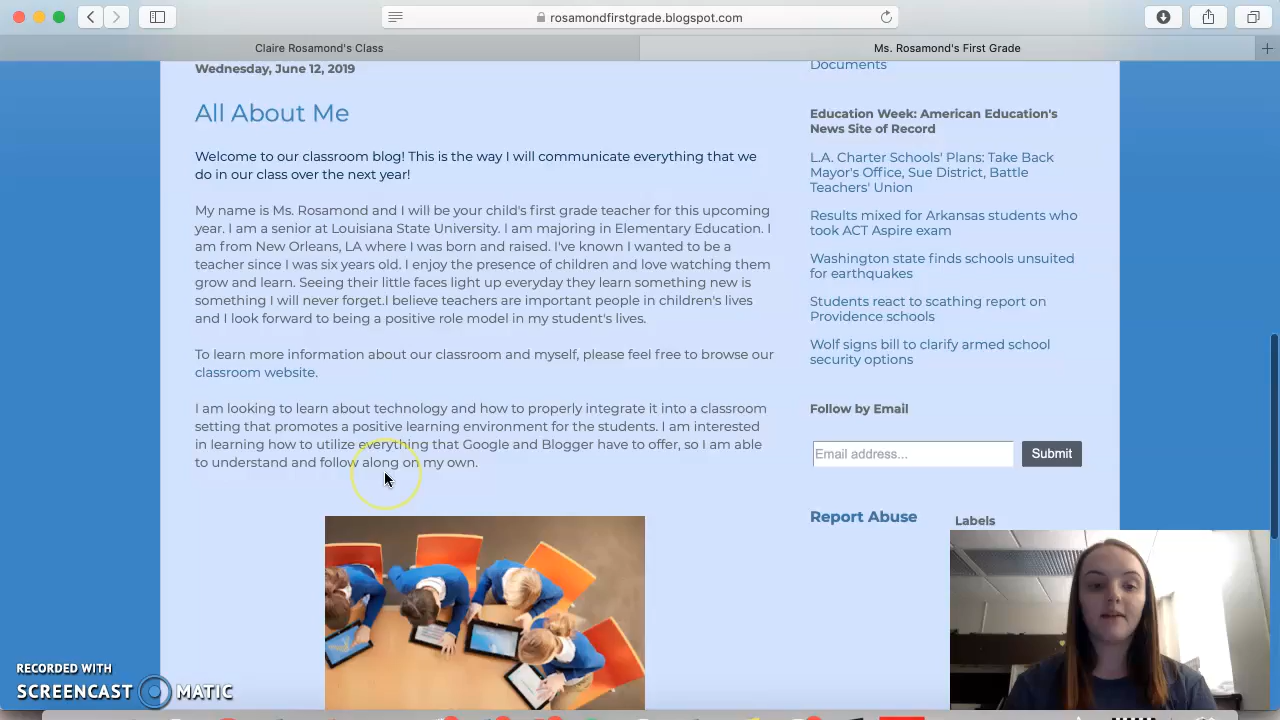 rosamondfirstgrade.blogspot.com
Claire Rosamond's Class
Ms. Rosamond's First Grade
Wednesday, June 12, 2019
All About Me
Welcome to our classroom blog! This is the way I will communicate everything that we
do in our class over the next year!
My name is Ms. Rosamond and I will be your child's first grade teacher for this upcoming
year. I am a senior at Louisiana State University. I am majoring in Elementary Education. I
am from New Orleans, LA where I was born and raised. I've known I wanted to be a
teacher since I was six years old. I enjoy the presence of children and love watching them
grow and learn. Seeing their little faces light up everyday they learn something new is
something I will never forget.I believe teachers are important people in children's lives
and I look forward to being a positive role model in my student's lives.
To learn more information about our classroom and myself, please feel free to browse our
classroom website.
I am looking to learn about technology and how to properly integrate it into a classroom
setting that promotes a positive learning environment for the students. I am interested
in learning how to utilize everything that Google and Blogger have to offer, so I am able
to understand and follow along on my own.
Documents
Education Week: American Education's
News Site of Record
L.A. Charter Schools' Plans: Take Back
Mayor's Office, Sue District, Battle
Teachers' Union
Results mixed for Arkansas students who
took ACT Aspire exam
Washington state finds schools unsuited
for earthquakes
Students react to scathing report on
Providence schools
Wolf signs bill to clarify armed school
security options
Follow by Email
Email address...
Submit
Report Abuse
Labels
RECORDED WITH
SCREENCAST MATIC